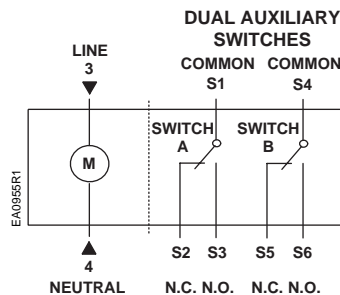 DUAL AUXILIARY
SWITCHES
LINE
3
COMMON COMMON
S1 S4
SWITCH A
SWITCH B
M
EA0955R1
4
NEUTRAL
S2 S3 S5 S6
N.C. N.O. N.C. N.O.